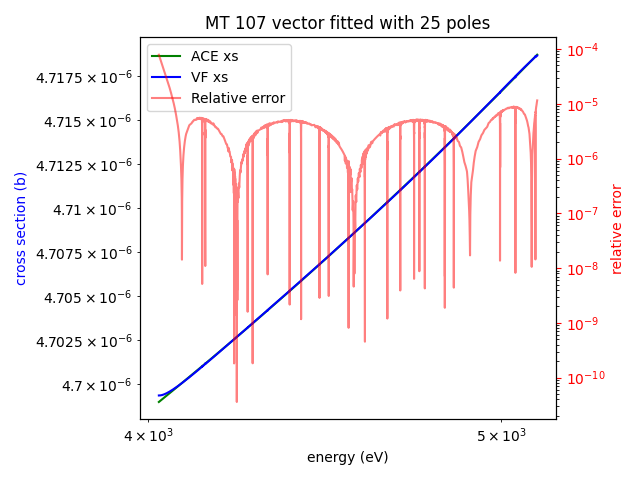 MT 107 vector fitted with 25 poles
ACE xs
VF xs
Relative error
4.7175 × 10⁻⁶
4.715 × 10⁻⁶
4.7125 × 10⁻⁶
4.71 × 10⁻⁶
4.7075 × 10⁻⁶
4.705 × 10⁻⁶
4.7025 × 10⁻⁶
4.7 × 10⁻⁶
cross section (b)
10⁻⁴
10⁻⁵
10⁻⁶
10⁻⁷
10⁻⁸
10⁻⁹
10⁻¹⁰
relative error
4 × 10³
5 × 10³
energy (eV)